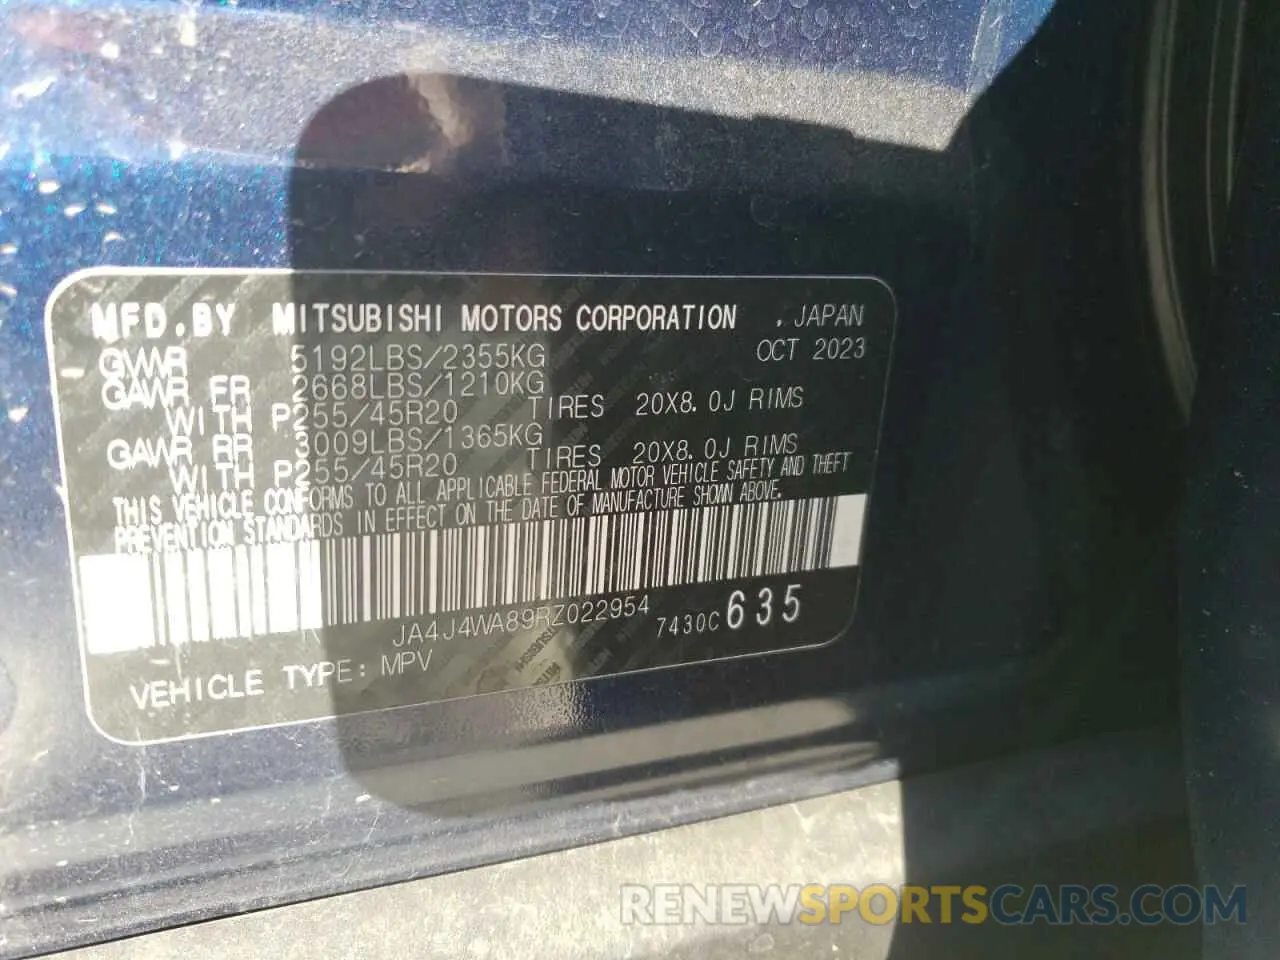 MFD.BY MITSUBISHI MOTORS CORPORATION . JAPAN
GVWR 5192LBS/2355KG OCT 2023
GAWR FR 2668LBS/1210KG
WITH P255/45R20 TIRES 20X8.0J RIMS
GAWR RR 3009LBS/1365KG
WITH P255/45R20 TIRES 20X8.0J RIMS
THIS VEHICLE CONFORMS TO ALL APPLICABLE FEDERAL MOTOR VEHICLE SAFETY AND THEFT
PREVENTION STANDARDS IN EFFECT ON THE DATE OF MANUFACTURE SHOWN ABOVE.
JA4J4WA89RZ022954 7430C 635
VEHICLE TYPE: MPV
RENEWSPORTSCARS.COM